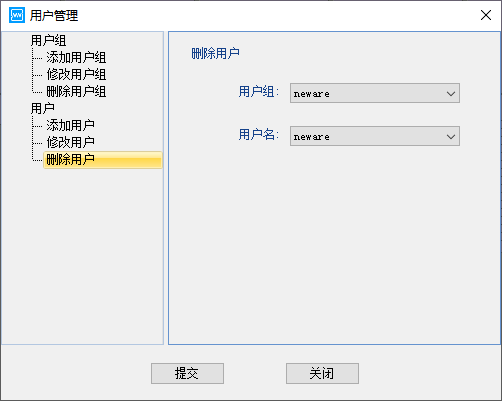 用户管理
用户组
添加用户组
修改用户组
删除用户组
用户
添加用户
修改用户
删除用户
删除用户
用户组: neware
用户名: neware
提交 关闭